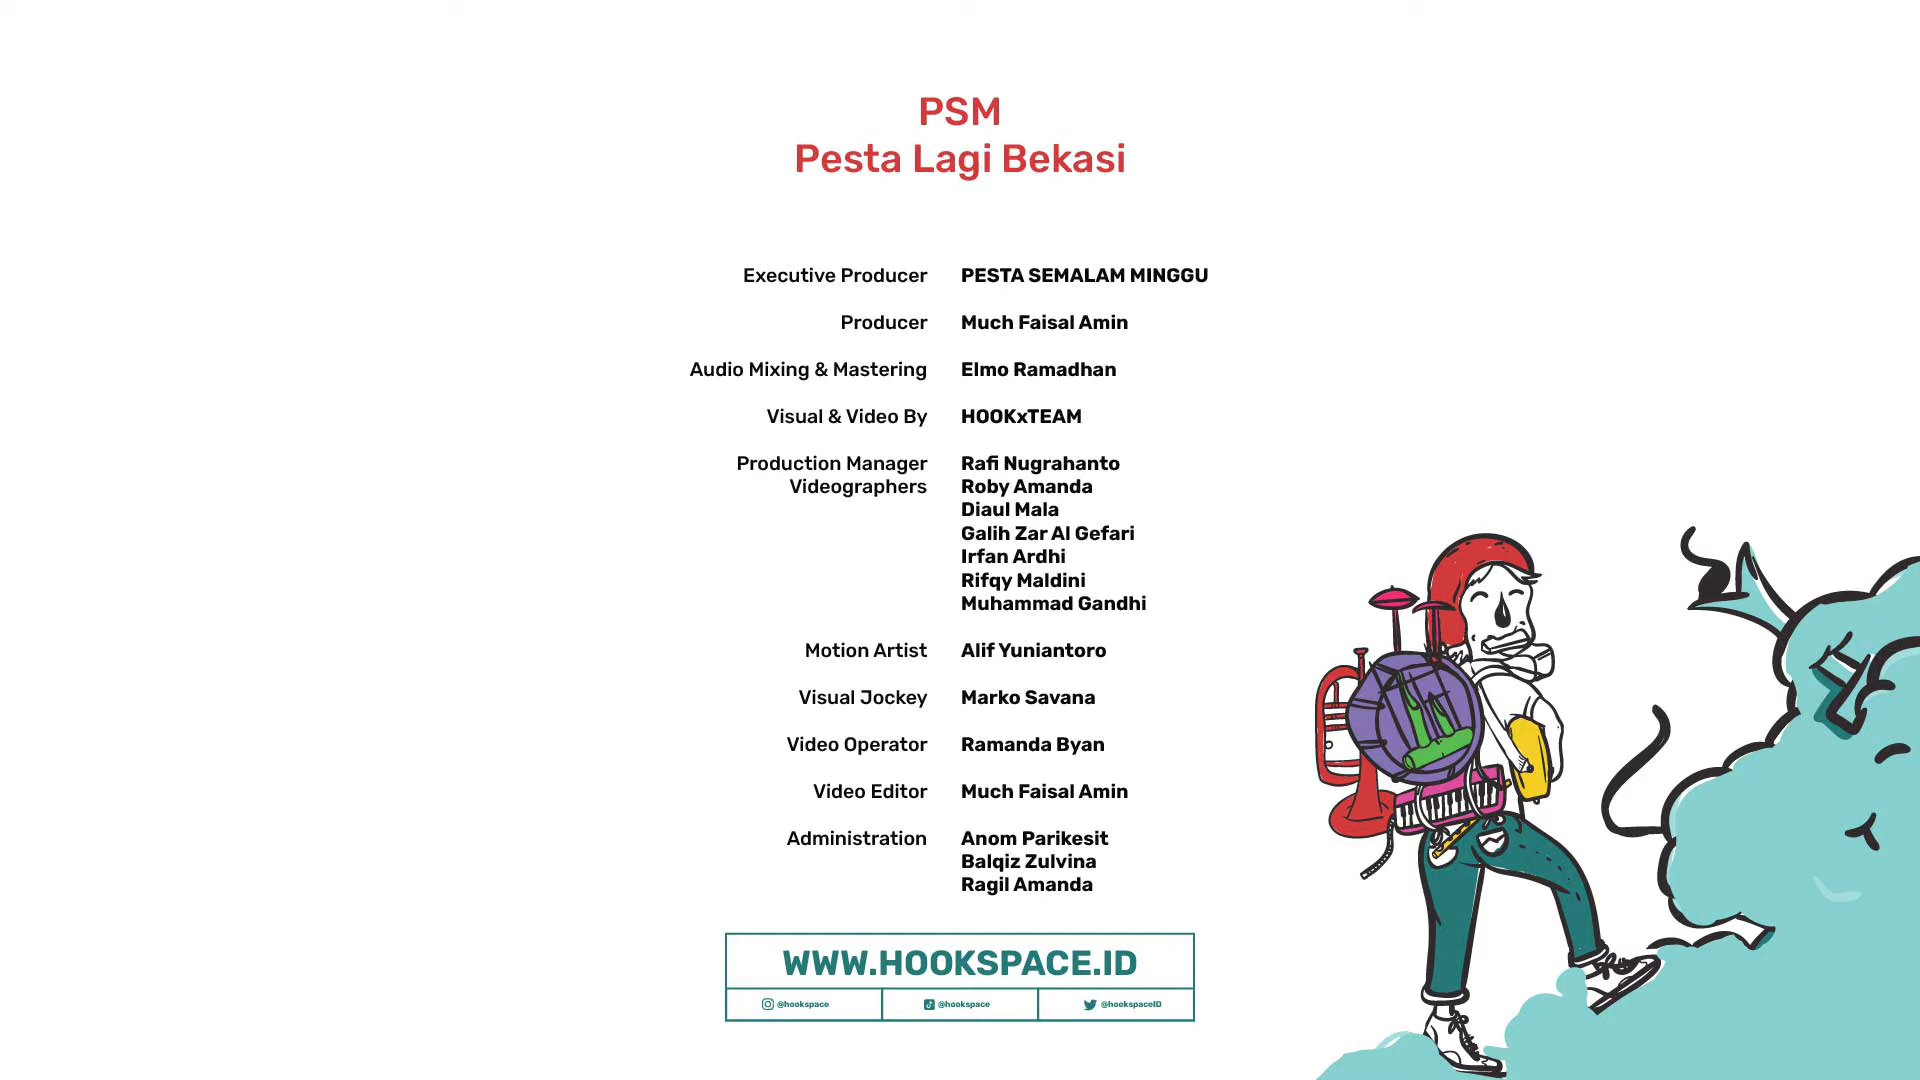 PSM
Pesta Lagi Bekasi
Executive Producer PESTA SEMALAM MINGGU
Producer Much Faisal Amin
Audio Mixing & Mastering Elmo Ramadhan
Visual & Video By HOOKxTEAM
Production Manager Rafi Nugrahanto
Videographers Roby Amanda
Diaul Mala
Galih Zar Al Gefari
Irfan Ardhi
Rifqy Maldini
Muhammad Gandhi
Motion Artist Alif Yuniantoro
Visual Jockey Marko Savana
Video Operator Ramanda Byan
Video Editor Much Faisal Amin
Administration Anom Parikesit
Balqiz Zulvina
Ragil Amanda
WWW.HOOKSPACE.ID
@hookspace @hookspace @hookspaceID